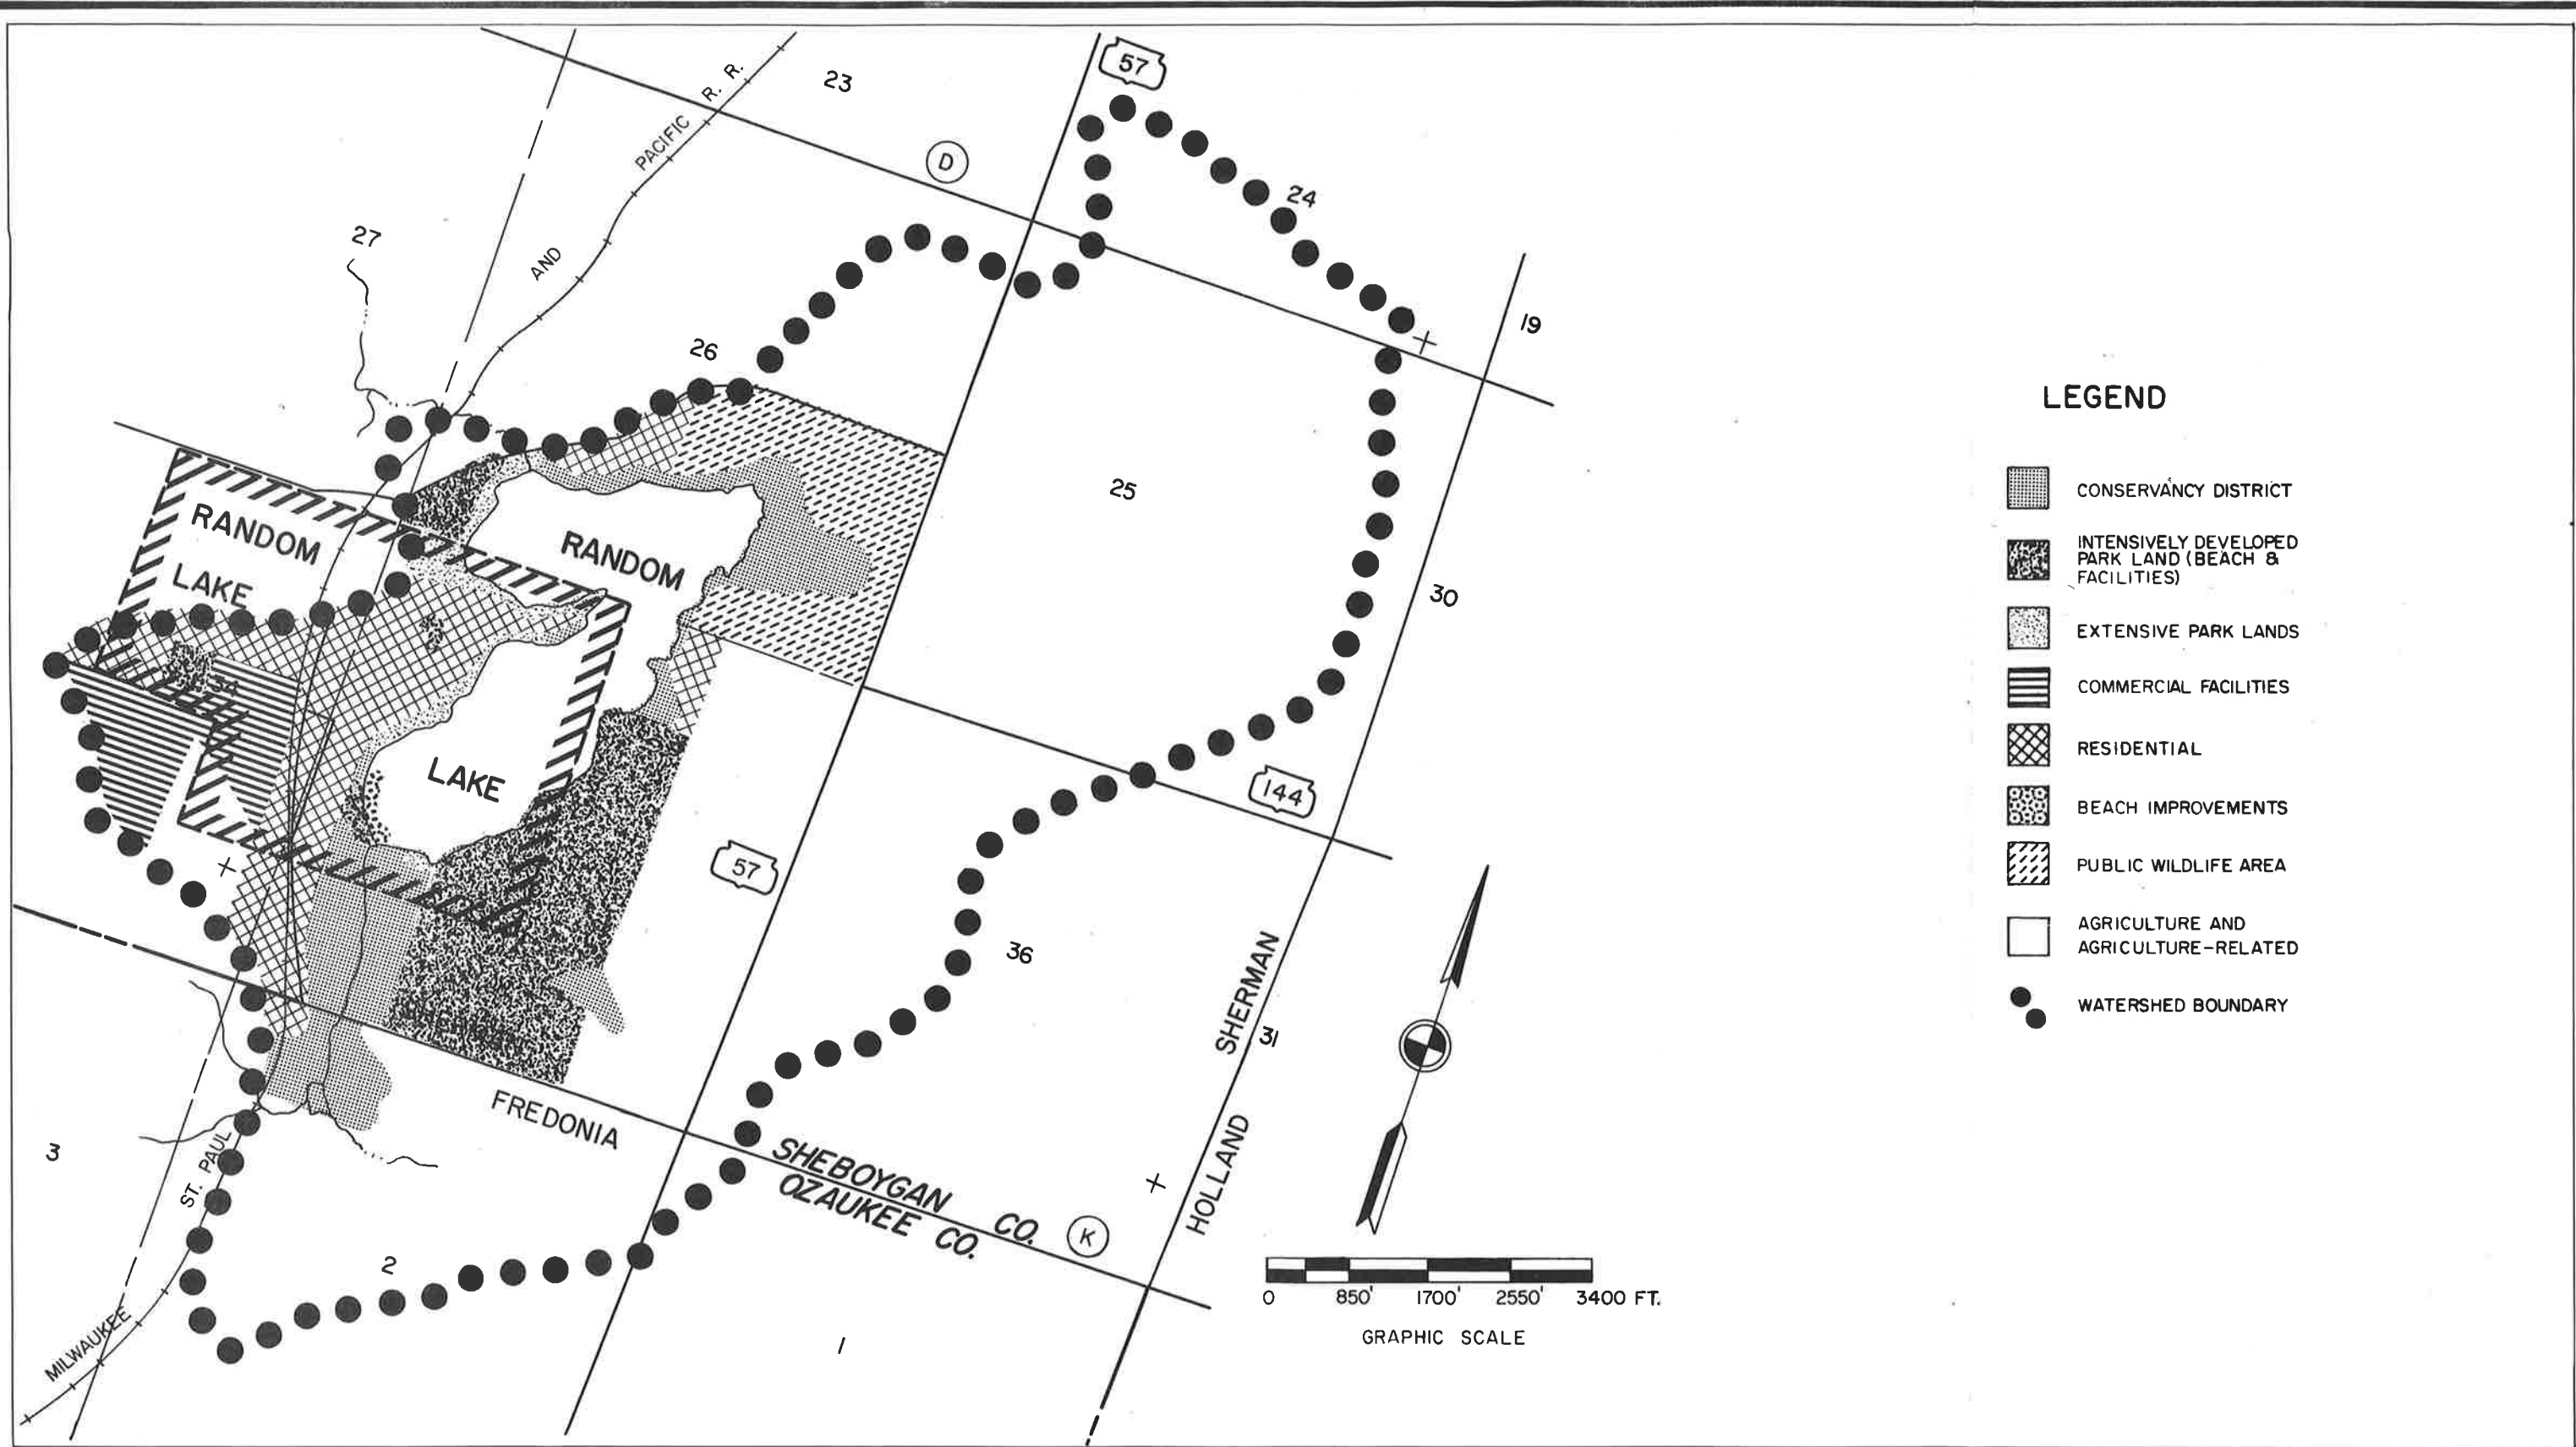 57
23
R. R.
PACIFIC
D
24
27
AND
19
26
25
RANDOM
LAKE
RANDOM
LAKE
30
34
144
57
36
SHERMAN
31
HOLLAND
FREDONIA
SHEBOYGAN CO.
OZAUKEE CO.
K
3
ST. PAUL
2
MILWAUKEE
1
0 850' 1700' 2550' 3400 FT.
GRAPHIC SCALE
LEGEND
CONSERVANCY DISTRICT
INTENSIVELY DEVELOPED
PARK LAND (BEACH &
FACILITIES)
EXTENSIVE PARK LANDS
COMMERCIAL FACILITIES
RESIDENTIAL
BEACH IMPROVEMENTS
PUBLIC WILDLIFE AREA
AGRICULTURE AND
AGRICULTURE-RELATED
WATERSHED BOUNDARY